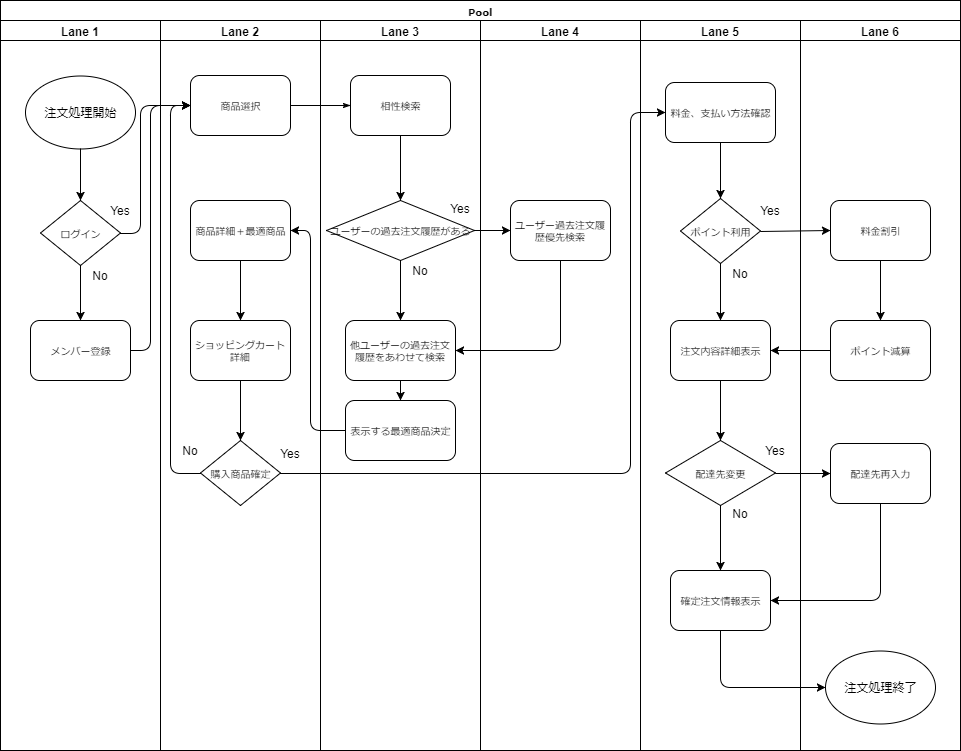 Pool
Lane 1
Lane 2
Lane 3
Lane 4
Lane 5
Lane 6
注文処理開始
Yes
ログイン
No
メンバー登録
商品選択
商品詳細＋最適商品
ショッピングカート
詳細
No
Yes
購入商品確定
相性検索
Yes
ユーザーの過去注文履歴がある
No
他ユーザーの過去注文
履歴をあわせて検索
表示する最適商品決定
ユーザー過去注文履
歴優先検索
料金、支払い方法確認
Yes
ポイント利用
No
注文内容詳細表示
Yes
配達先変更
No
確定注文情報表示
料金割引
ポイント減算
配達先再入力
注文処理終了